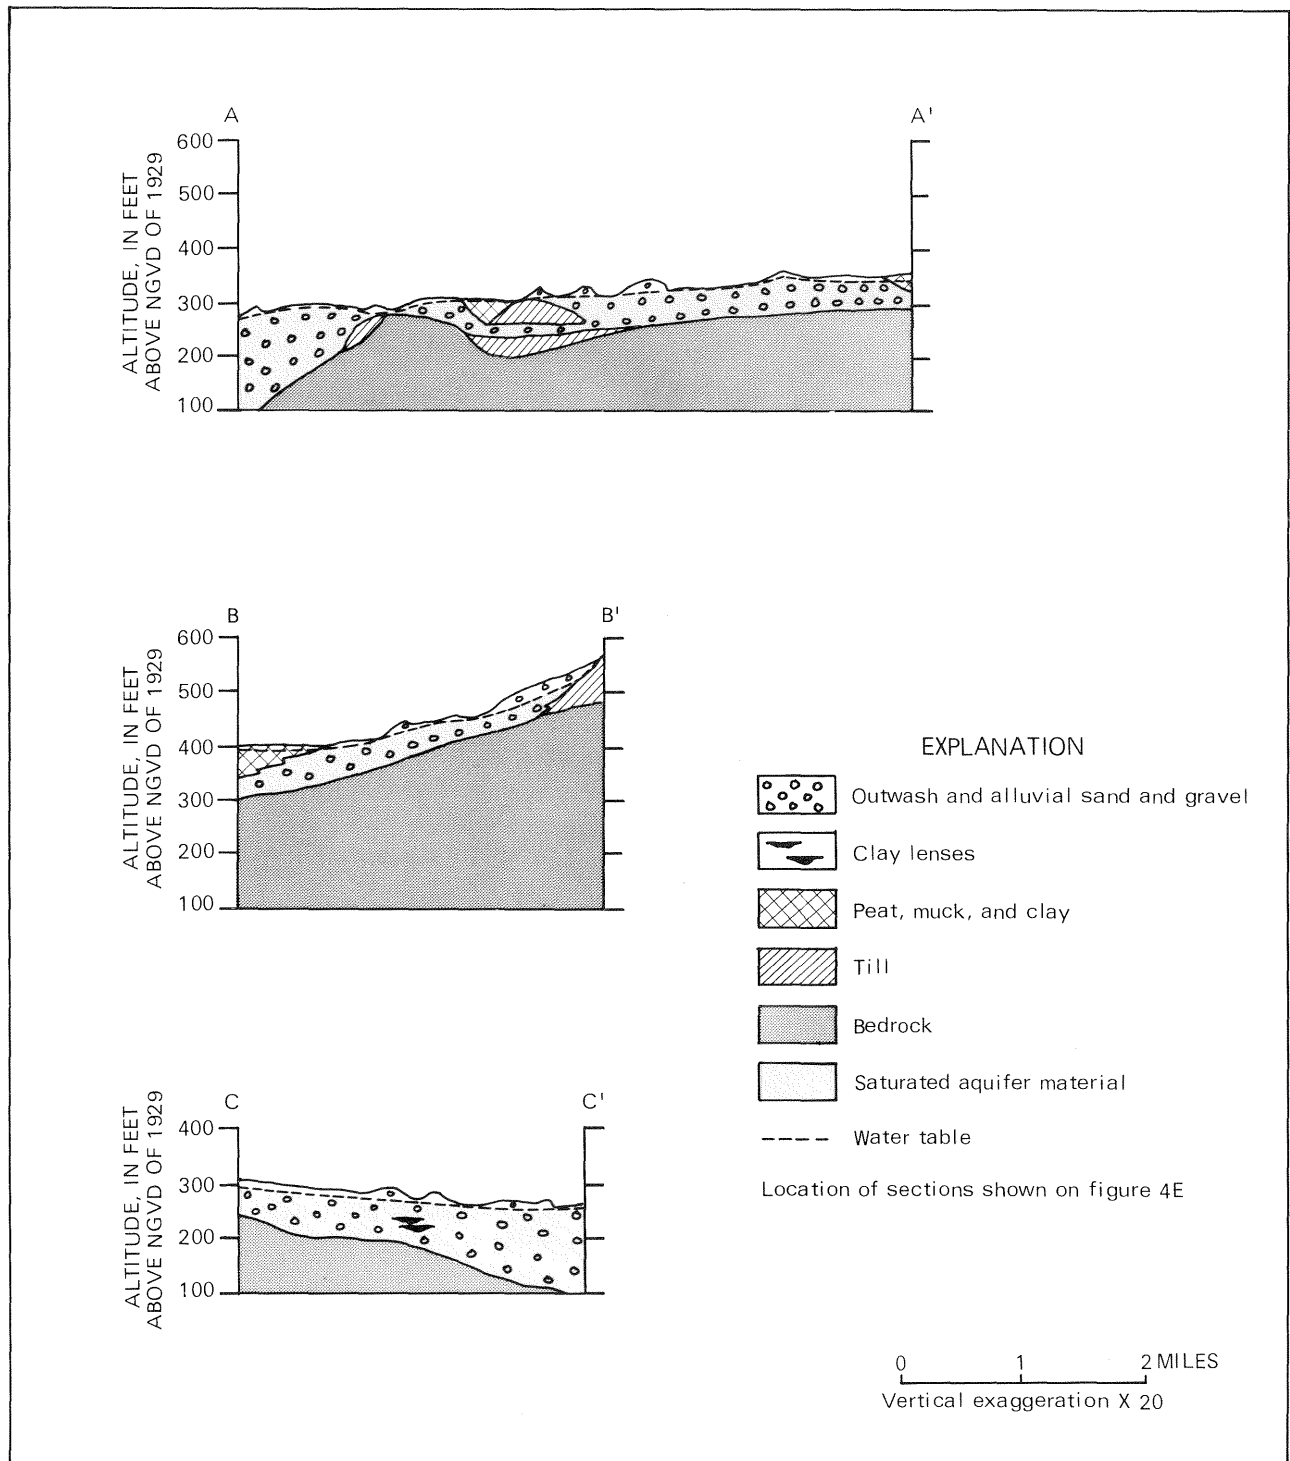 A A'
600
500
400
300
200
100
ALTITUDE, IN FEET
ABOVE NGVD OF 1929
B B'
600
500
400
300
200
100
ALTITUDE, IN FEET
ABOVE NGVD OF 1929
EXPLANATION
Outwash and alluvial sand and gravel
Clay lenses
Peat, muck, and clay
Till
Bedrock
Saturated aquifer material
Water table
Location of sections shown on figure 4E
C C'
400
300
200
100
ALTITUDE, IN FEET
ABOVE NGVD OF 1929
0 1 2 MILES
Vertical exaggeration X 20